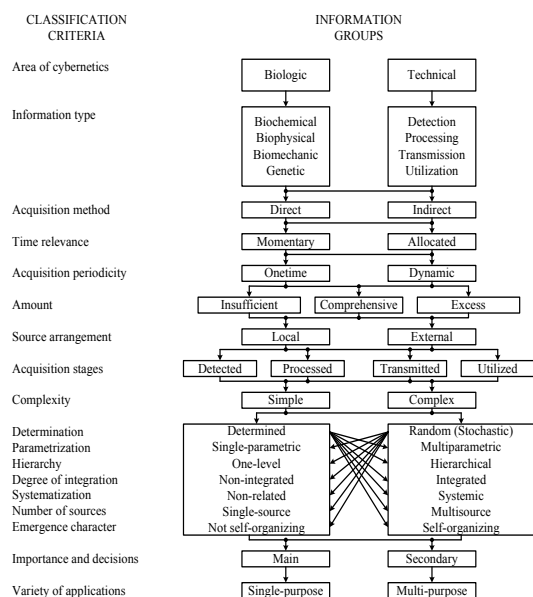 CLASSIFICATION
CRITERIA
INFORMATION
GROUPS
Area of cybernetics
Biologic
Technical
Information type
Biochemical
Biophysical
Biomechanic
Genetic
Detection
Processing
Transmission
Utilization
Acquisition method
Direct
Indirect
Time relevance
Momentary
Allocated
Acquisition periodicity
Onetime
Dynamic
Amount
Insufficient
Comprehensive
Excess
Source arrangement
Local
External
Acquisition stages
Detected
Processed
Transmitted
Utilized
Complexity
Simple
Complex
Determination
Determined
Random (Stochastic)
Parametrization
Single-parametric
Multiparametric
Hierarchy
One-level
Hierarchical
Degree of integration
Non-integrated
Integrated
Systematization
Non-related
Systemic
Number of sources
Single-source
Multisource
Emergence character
Not self-organizing
Self-organizing
Importance and decisions
Main
Secondary
Variety of applications
Single-purpose
Multi-purpose